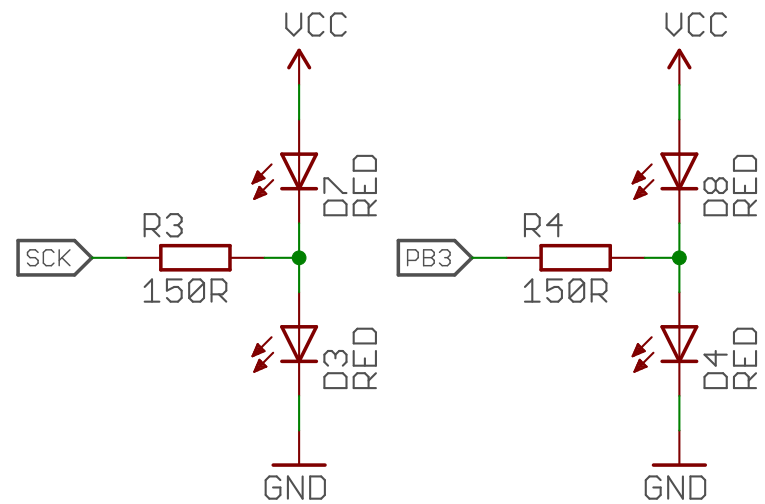 VCC
VCC
D7
RED
D8
RED
R3
R4
SCK
PB3
150R
150R
D3
RED
D4
RED
GND
GND